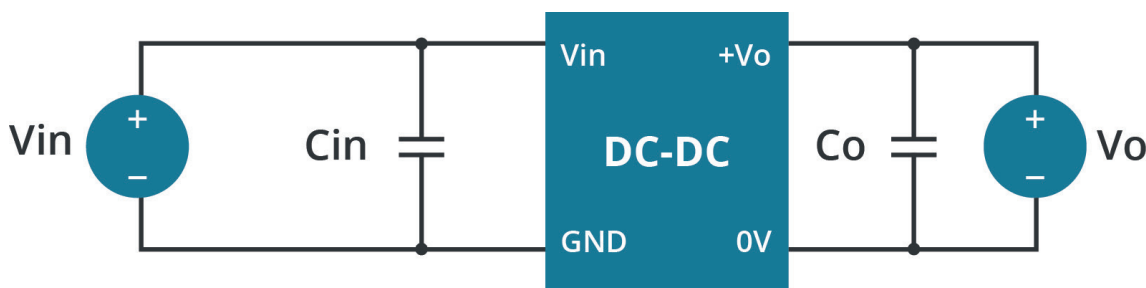 Vin
+
−
Cin
Vin
+Vo
DC-DC
GND
0V
Co
+
−
Vo